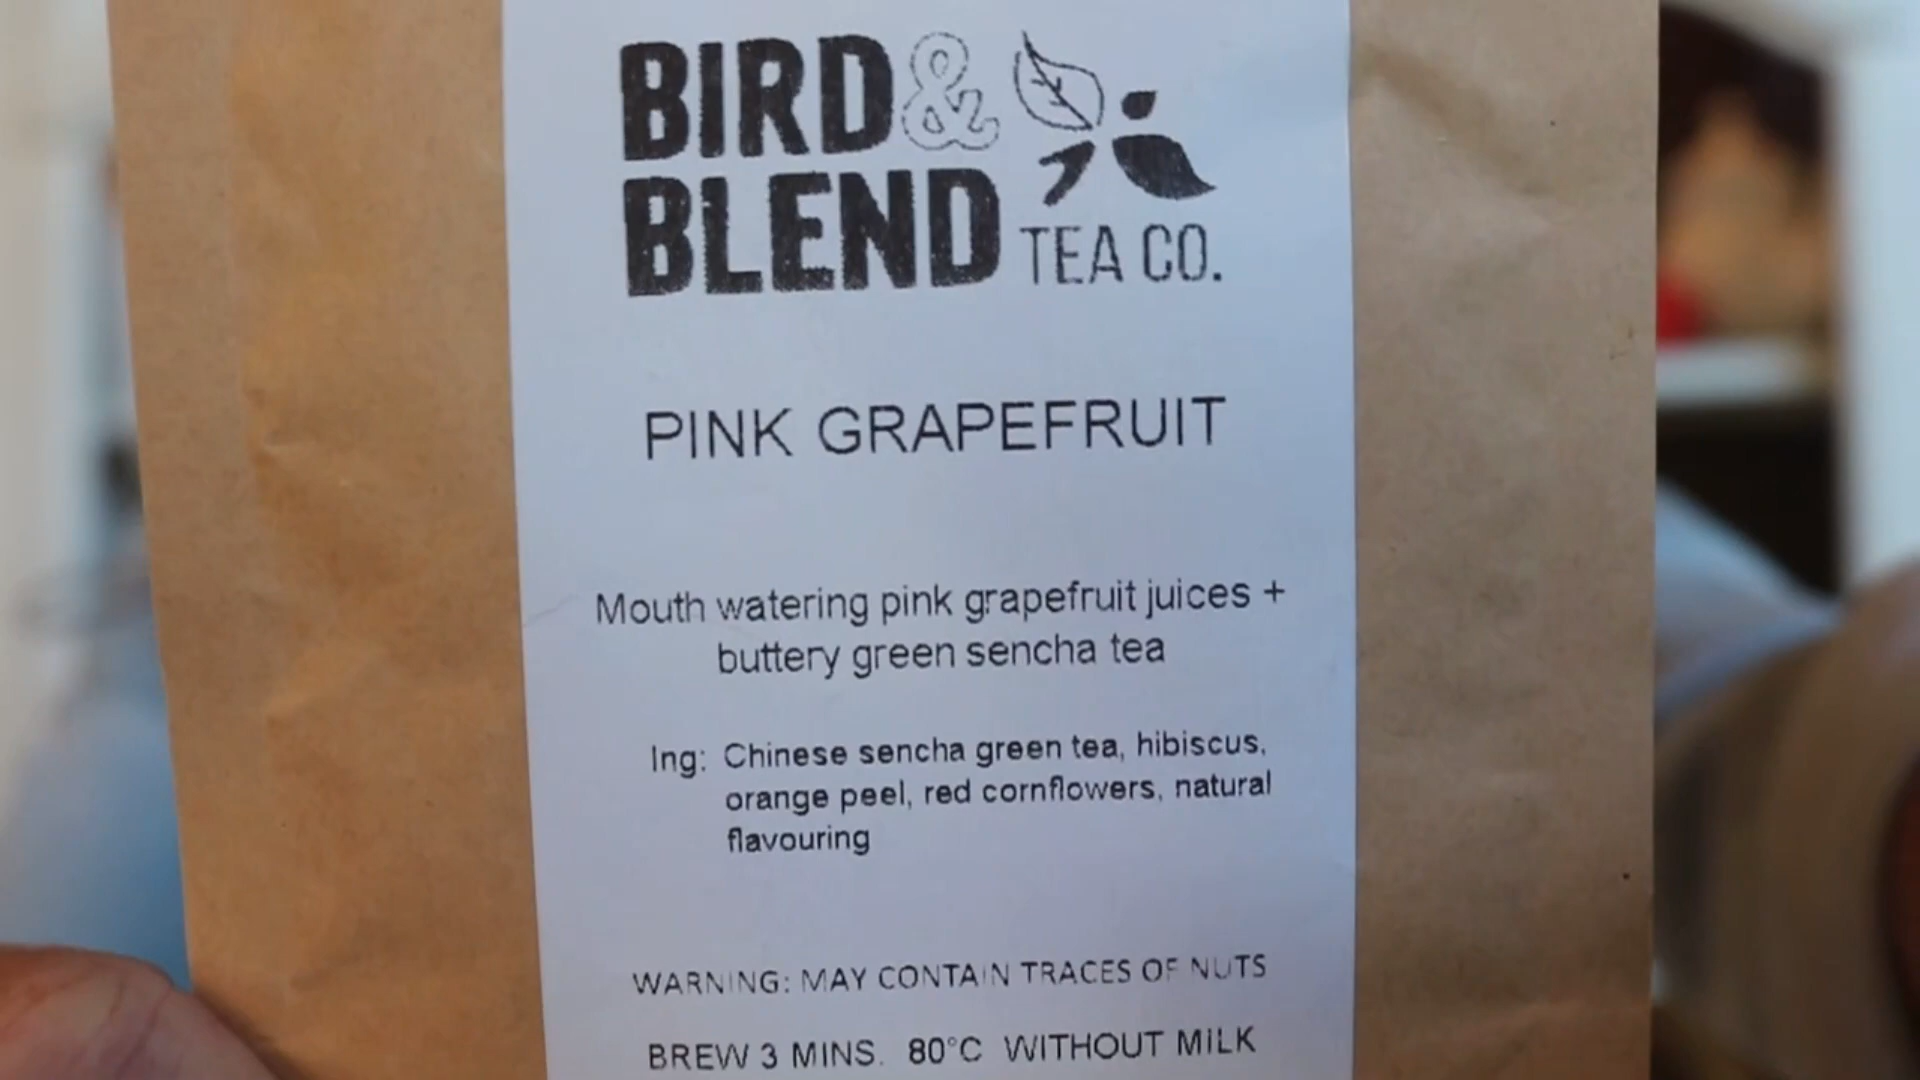 BIRD &
BLEND TEA CO.
PINK GRAPEFRUIT
Mouth watering pink grapefruit juices +
buttery green sencha tea
Ing: Chinese sencha green tea, hibiscus,
orange peel, red cornflowers, natural
flavouring
WARNING: MAY CONTAIN TRACES OF NUTS
BREW 3 MINS. 80°C WITHOUT MILK